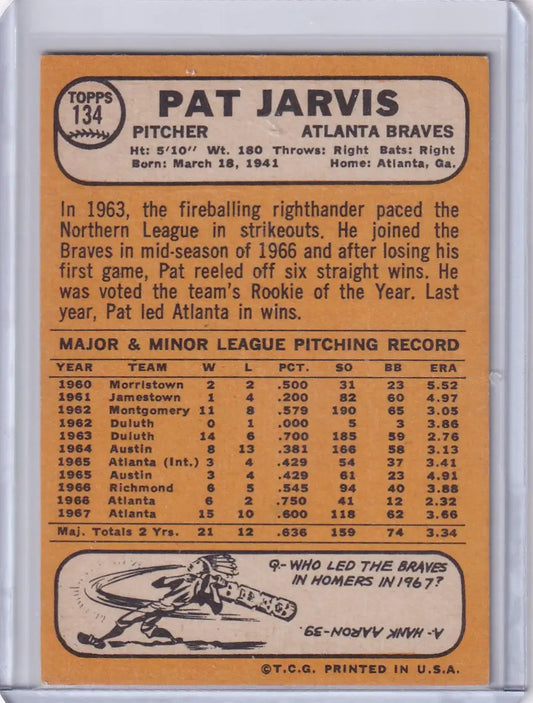 TOPPS
134
PAT JARVIS
PITCHER ATLANTA BRAVES
Ht: 5'10" Wt. 180 Throws: Right Bats: Right
Born: March 18, 1941 Home: Atlanta, Ga.
In 1963, the fireballing righthander paced the
Northern League in strikeouts. He joined the
Braves in mid-season of 1966 and after losing his
first game, Pat reeled off six straight wins. He
was voted the team's Rookie of the Year. Last
year, Pat led Atlanta in wins.
MAJOR & MINOR LEAGUE PITCHING RECORD
YEAR TEAM W L PCT. SO BB ERA
1960 Morristown 2 2 .500 31 23 5.52
1961 Jamestown 1 4 .200 82 60 4.97
1962 Montgomery 11 8 .579 190 65 3.05
1962 Duluth 0 1 .000 5 3 3.86
1963 Duluth 14 6 .700 185 59 2.76
1964 Austin 8 13 .381 166 58 3.13
1965 Atlanta (Int.) 3 4 .429 54 37 3.41
1965 Austin 3 4 .429 61 23 4.91
1966 Richmond 6 5 .545 94 40 3.88
1966 Atlanta 6 2 .750 41 12 2.32
1967 Atlanta 15 10 .600 118 62 3.66
Maj. Totals 2 Yrs. 21 12 .636 159 74 3.34
Q- WHO LED THE BRAVES
IN HOMERS IN 1967?
A- HANK AARON-39.
©T.C.G. PRINTED IN U.S.A.